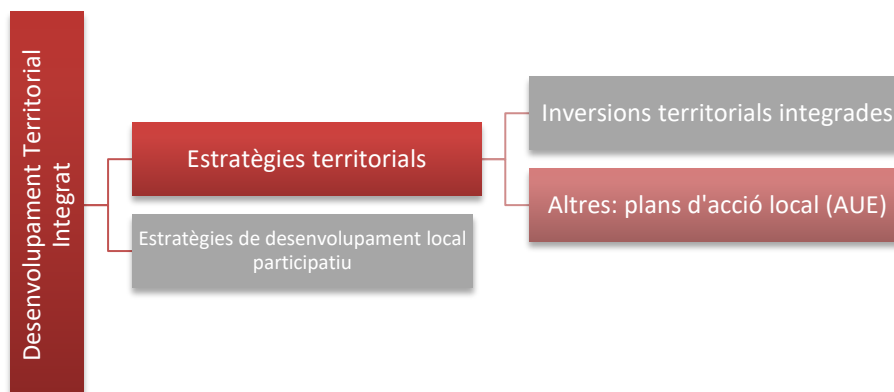 Desenvolupament Territorial
Integrat
Estratègies territorials
Estratègies de desenvolupament local
participatiu
Inversions territorials integrades
Altres: plans d'acció local (AUE)